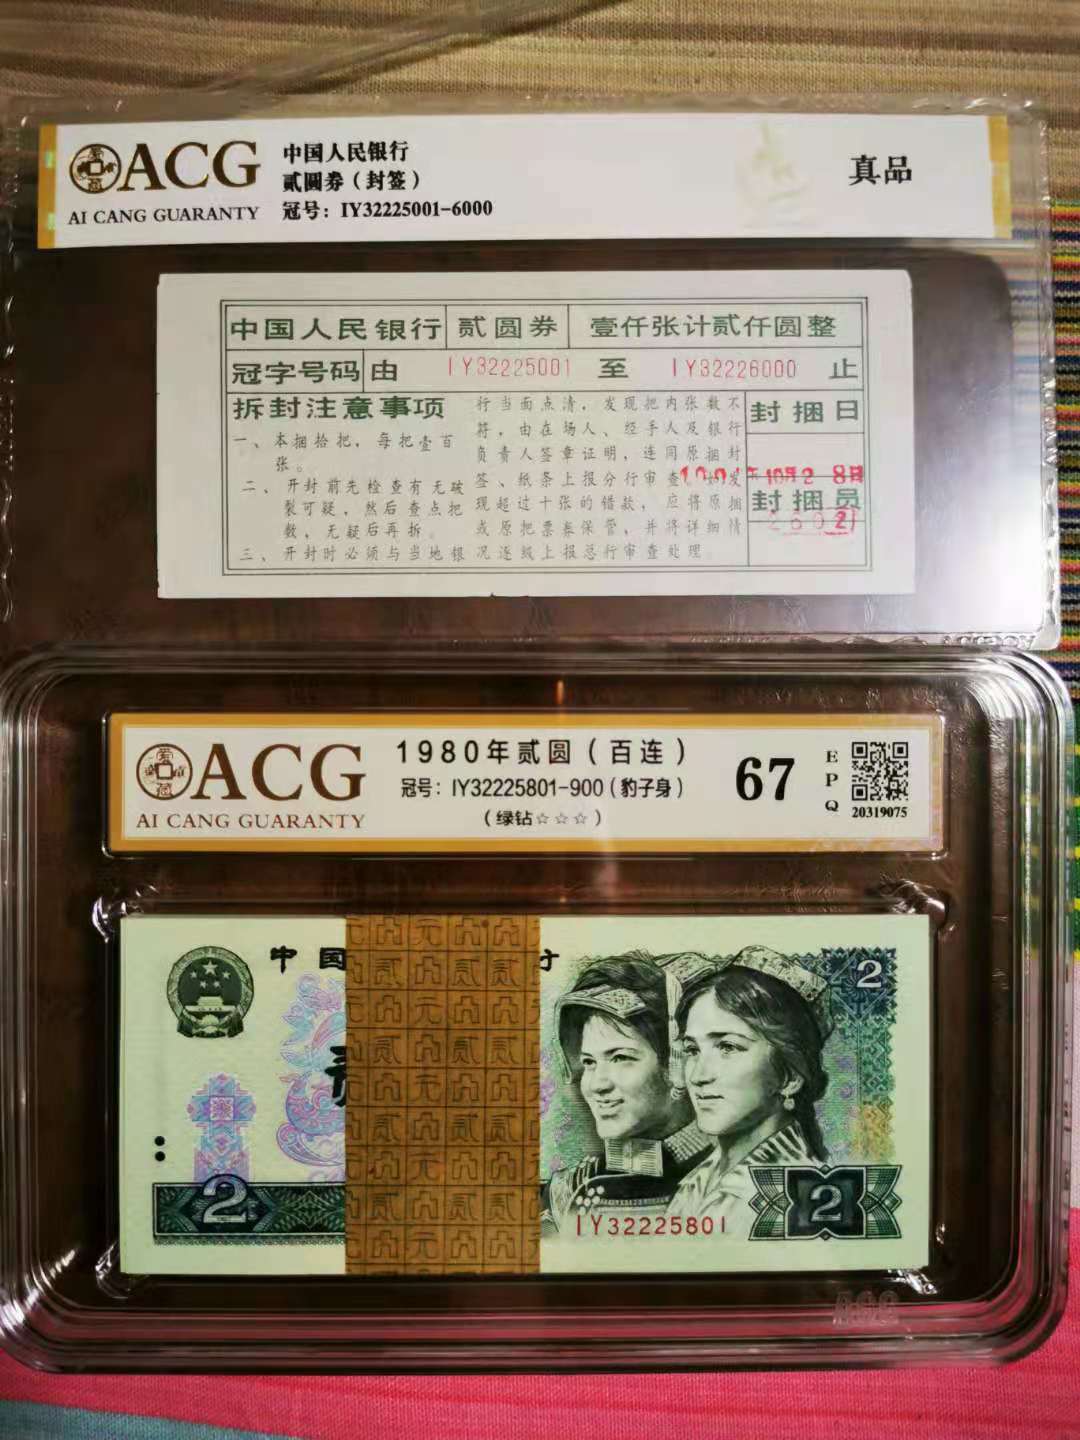 ACG
AI CANG GUARANTY
中国人民银行
贰圆券（封签）
冠号：IY32225001-6000
真品
中国人民银行 贰圆券 壹仟张计贰仟圆整
冠字号码 由 IY32225001 至 IY32226000 止
拆封注意事项
一、本捆拾把，每把壹百
张。
二、开封前先检查有无破
裂可疑，然后查点把
数，无疑后再拆。
三、开封时必须与当地银
行当面点清，发现把内张数不
符，由在场人、经手人及银行
负责人签章证明，连同原捆封
签、纸条上报分行审查，如发
现超过十张的错款，应将原捆
或原把票券保管，并将详细情
况逐级上报总行审查处理。
封捆日
年10月28日
封捆员
ACG
AI CANG GUARANTY
1980年贰圆（百连）
冠号：IY32225801-900（豹子身）
（绿钻☆☆☆）
67
EPQ
20319075
中国
2
2
IY32225801
2
ACG